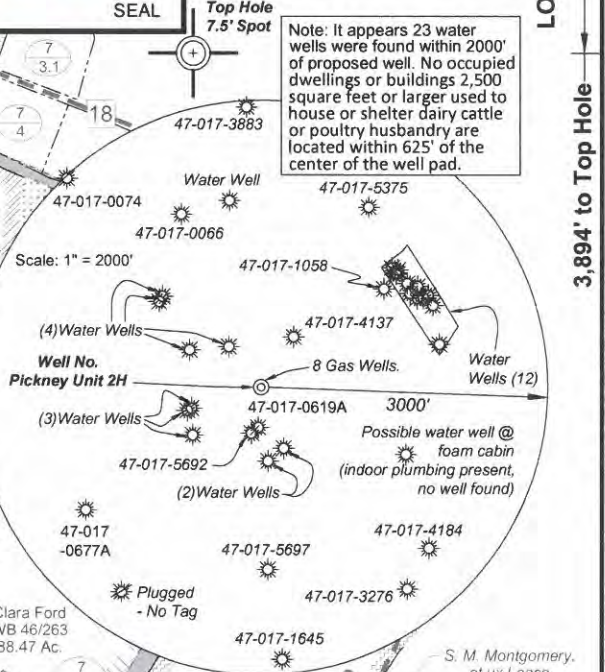 SEAL
Top Hole
7.5' Spot
LO
Note: It appears 23 water
wells were found within 2000'
of proposed well. No occupied
dwellings or buildings 2,500
square feet or larger used to
house or shelter dairy cattle
or poultry husbandry are
located within 625' of the
center of the well pad.
3,894' to Top Hole
7
3.1
7
4
18
47-017-3883
47-017-0074
Water Well
47-017-5375
47-017-0066
Scale: 1" = 2000'
47-017-1058
(4)Water Wells
47-017-4137
Well No.
Pickney Unit 2H
8 Gas Wells.
Water
Wells (12)
(3)Water Wells
47-017-0619A
3000'
Possible water well @
foam cabin
(indoor plumbing present,
no well found)
47-017-5692
(2)Water Wells
47-017
-0677A
47-017-4184
47-017-5697
Plugged
- No Tag
47-017-3276
Clara Ford
WB 46/263
88.47 Ac.
47-017-1645
7
S. M. Montgomery,